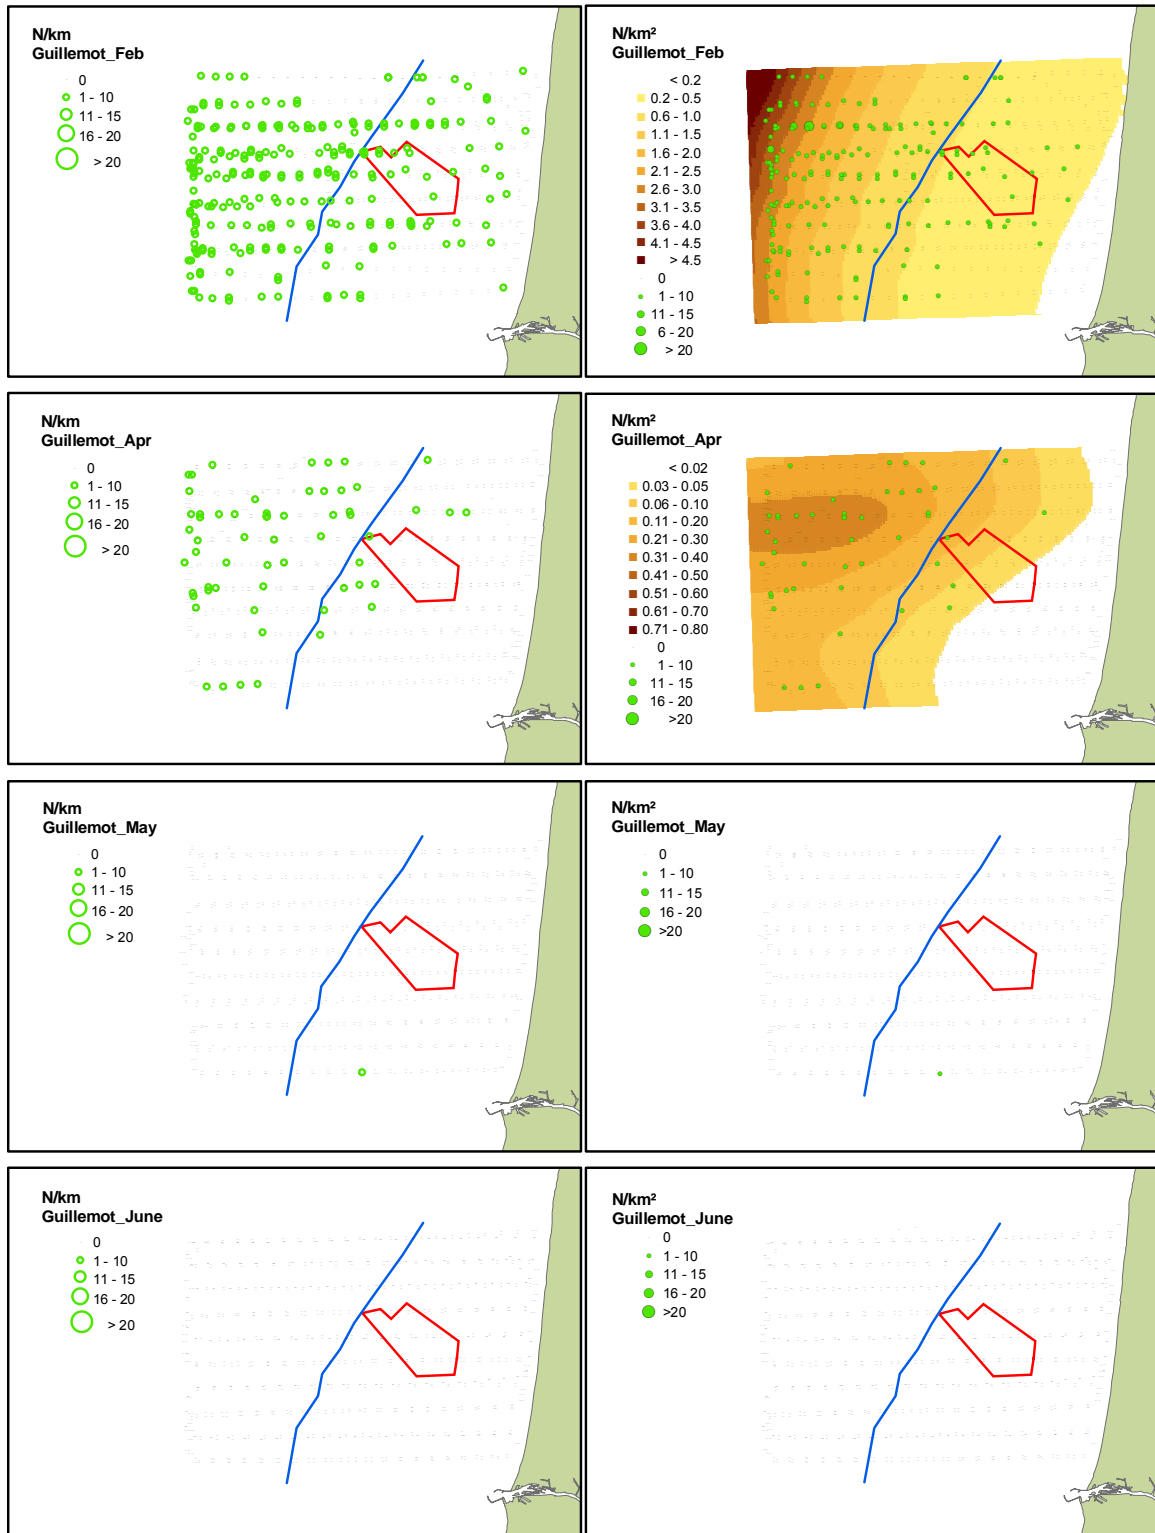 N/km
Guillemot_Feb
0
1 - 10
11 - 15
16 - 20
> 20
N/km²
Guillemot_Feb
< 0.2
0.2 - 0.5
0.6 - 1.0
1.1 - 1.5
1.6 - 2.0
2.1 - 2.5
2.6 - 3.0
3.1 - 3.5
3.6 - 4.0
4.1 - 4.5
> 4.5
0
1 - 10
11 - 15
6 - 20
> 20
N/km
Guillemot_Apr
0
1 - 10
11 - 15
16 - 20
> 20
N/km²
Guillemot_Apr
< 0.02
0.03 - 0.05
0.06 - 0.10
0.11 - 0.20
0.21 - 0.30
0.31 - 0.40
0.41 - 0.50
0.51 - 0.60
0.61 - 0.70
0.71 - 0.80
0
1 - 10
11 - 15
16 - 20
>20
N/km
Guillemot_May
0
1 - 10
11 - 15
16 - 20
> 20
N/km²
Guillemot_May
0
1 - 10
11 - 15
16 - 20
>20
N/km
Guillemot_June
0
1 - 10
11 - 15
16 - 20
> 20
N/km²
Guillemot_June
0
1 - 10
11 - 15
16 - 20
>20